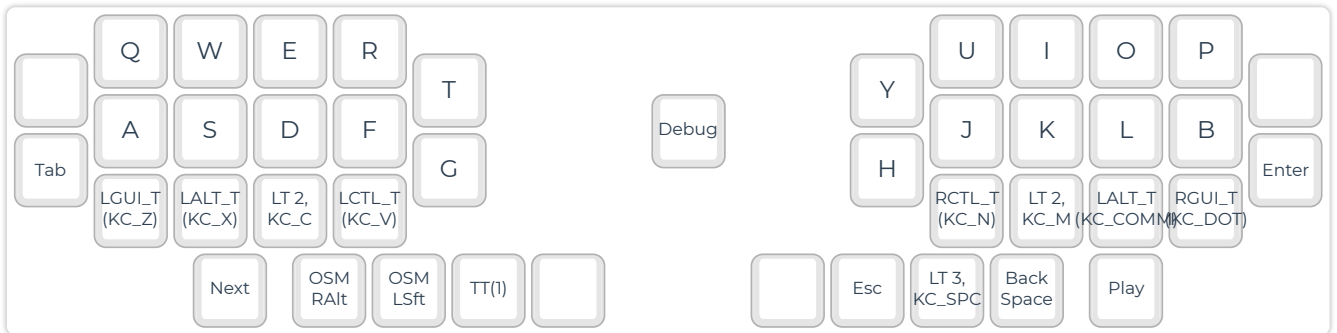 Q W E R U I O P
T Y
A S D F Debug J K L B
Tab G H Enter
LGUI_T LALT_T LT 2, LCTL_T RCTL_T LT 2, LALT_T RGUI_T
(KC_Z) (KC_X) KC_C (KC_V) (KC_N) KC_M (KC_COMM) (KC_DOT)
Next OSM OSM TT(1) Esc LT 3, Back Play
RAlt LSft KC_SPC Space